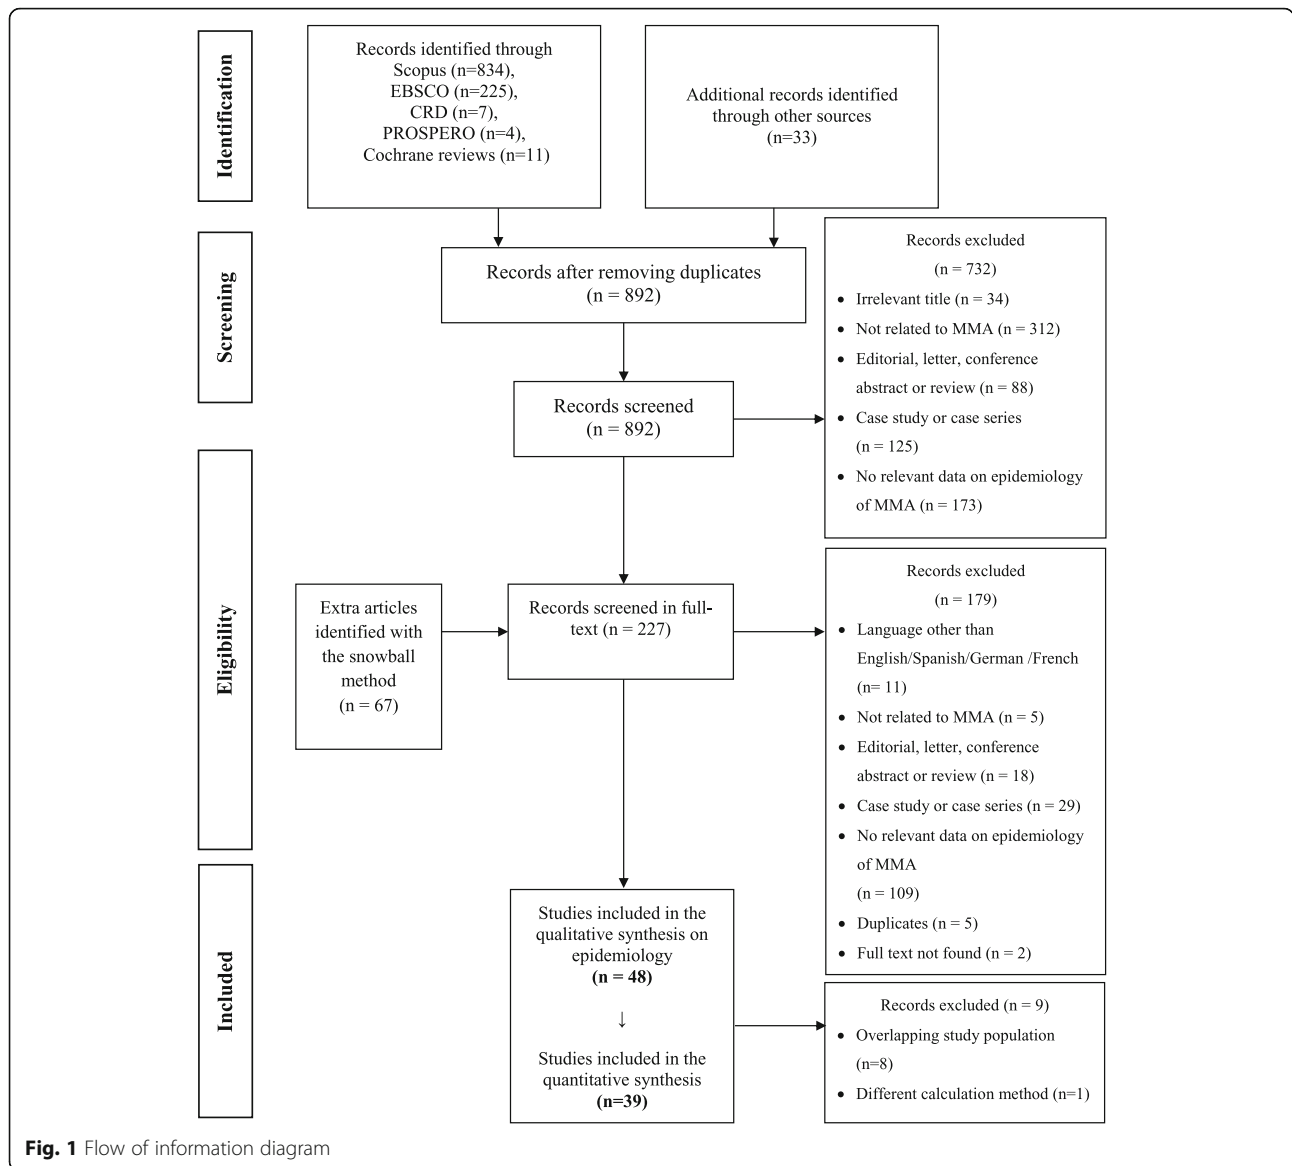 Identification
Records identified through
Scopus (n=834),
EBSCO (n=225),
CRD (n=7),
PROSPERO (n=4),
Cochrane reviews (n=11)
Additional records identified
through other sources
(n=33)
Screening
Records after removing duplicates
(n = 892)
Records screened
(n = 892)
Records excluded
(n = 732)
• Irrelevant title (n = 34)
• Not related to MMA (n = 312)
• Editorial, letter, conference
abstract or review (n = 88)
• Case study or case series
(n = 125)
• No relevant data on epidemiology
of MMA (n = 173)
Eligibility
Extra articles
identified with
the snowball
method
(n = 67)
Records screened in full-
text (n = 227)
Records excluded
(n = 179)
• Language other than
English/Spanish/German /French
(n= 11)
• Not related to MMA (n = 5)
• Editorial, letter, conference
abstract or review (n = 18)
• Case study or case series (n = 29)
• No relevant data on epidemiology
of MMA
(n = 109)
• Duplicates (n = 5)
• Full text not found (n = 2)
Included
Studies included in the
qualitative synthesis on
epidemiology
(n = 48)
↓
Studies included in the
quantitative synthesis
(n=39)
Records excluded (n = 9)
• Overlapping study population
(n=8)
• Different calculation method (n=1)
Fig. 1 Flow of information diagram